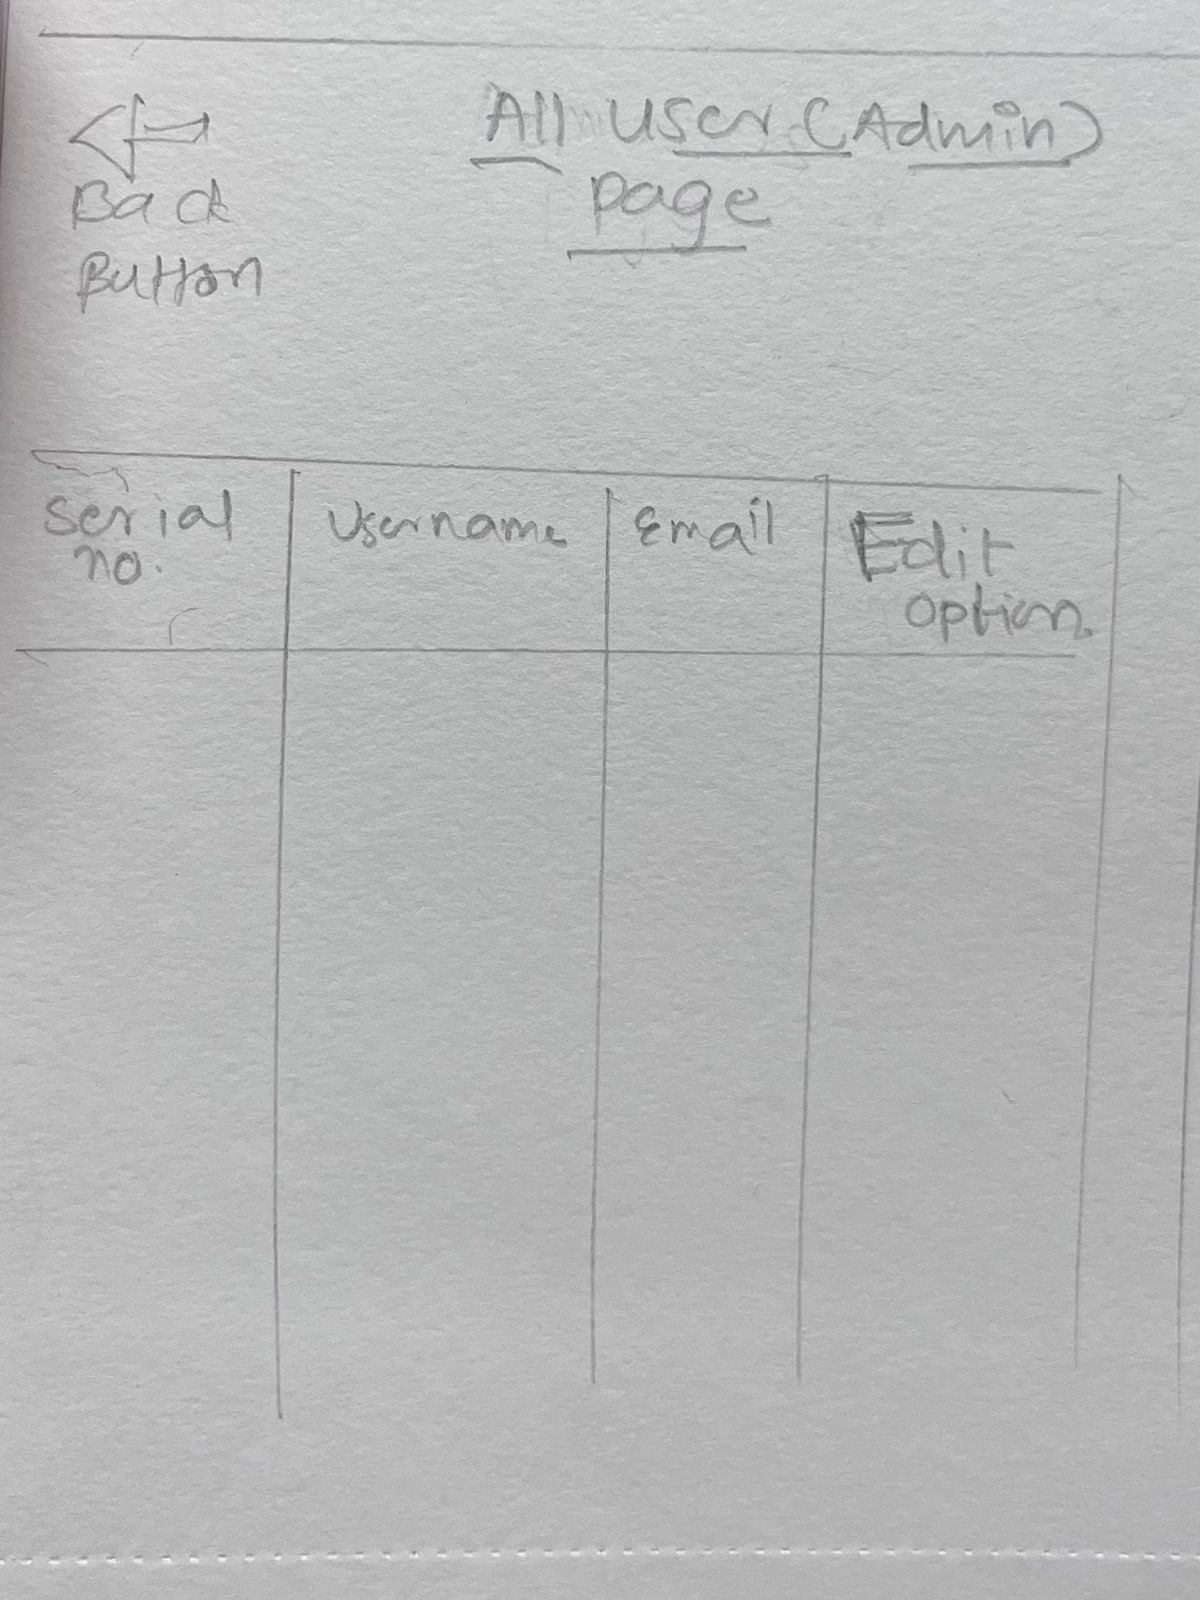 All User (Admin)
page
Back
Button
Serial
no.
Username
Email
Edit
option.